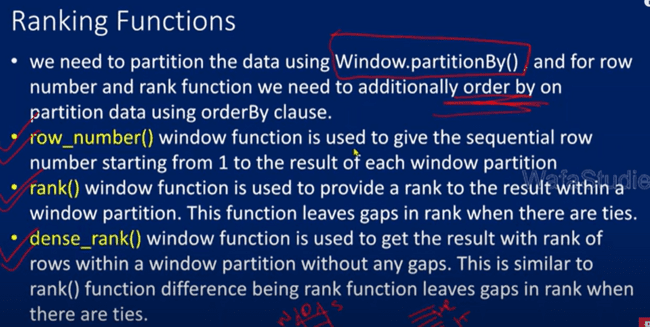 Ranking Functions
• we need to partition the data using Window.partitionBy() , and for row
number and rank function we need to additionally order by on
partition data using orderBy clause.
• row_number() window function is used to give the sequential row
number starting from 1 to the result of each window partition
• rank() window function is used to provide a rank to the result within a
window partition. This function leaves gaps in rank when there are ties.
WafaStudie
• dense_rank() window function is used to get the result with rank of
rows within a window partition without any gaps. This is similar to
rank() function difference being rank function leaves gaps in rank when
there are ties.